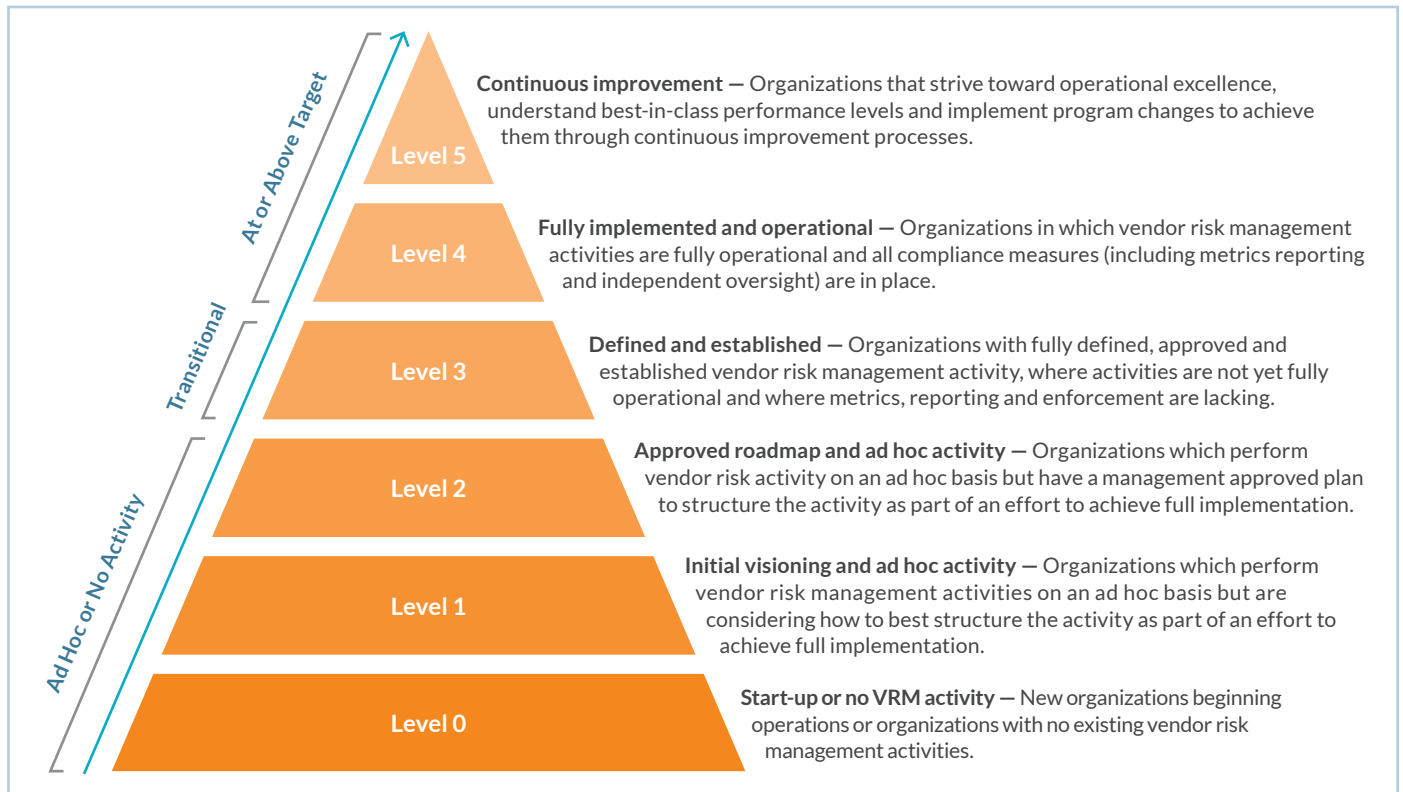 At or Above Target
Continuous improvement — Organizations that strive toward operational excellence,
understand best-in-class performance levels and implement program changes to achieve
them through continuous improvement processes.
Level 5
Fully implemented and operational — Organizations in which vendor risk management
activities are fully operational and all compliance measures (including metrics reporting
and independent oversight) are in place.
Level 4
Transitional
Defined and established — Organizations with fully defined, approved and
established vendor risk management activity, where activities are not yet fully
operational and where metrics, reporting and enforcement are lacking.
Level 3
Ad Hoc or No Activity
Approved roadmap and ad hoc activity — Organizations which perform
vendor risk activity on an ad hoc basis but have a management approved plan
to structure the activity as part of an effort to achieve full implementation.
Level 2
Initial visioning and ad hoc activity — Organizations which perform
vendor risk management activities on an ad hoc basis but are
considering how to best structure the activity as part of an effort to
achieve full implementation.
Level 1
Start-up or no VRM activity — New organizations beginning
operations or organizations with no existing vendor risk
management activities.
Level 0